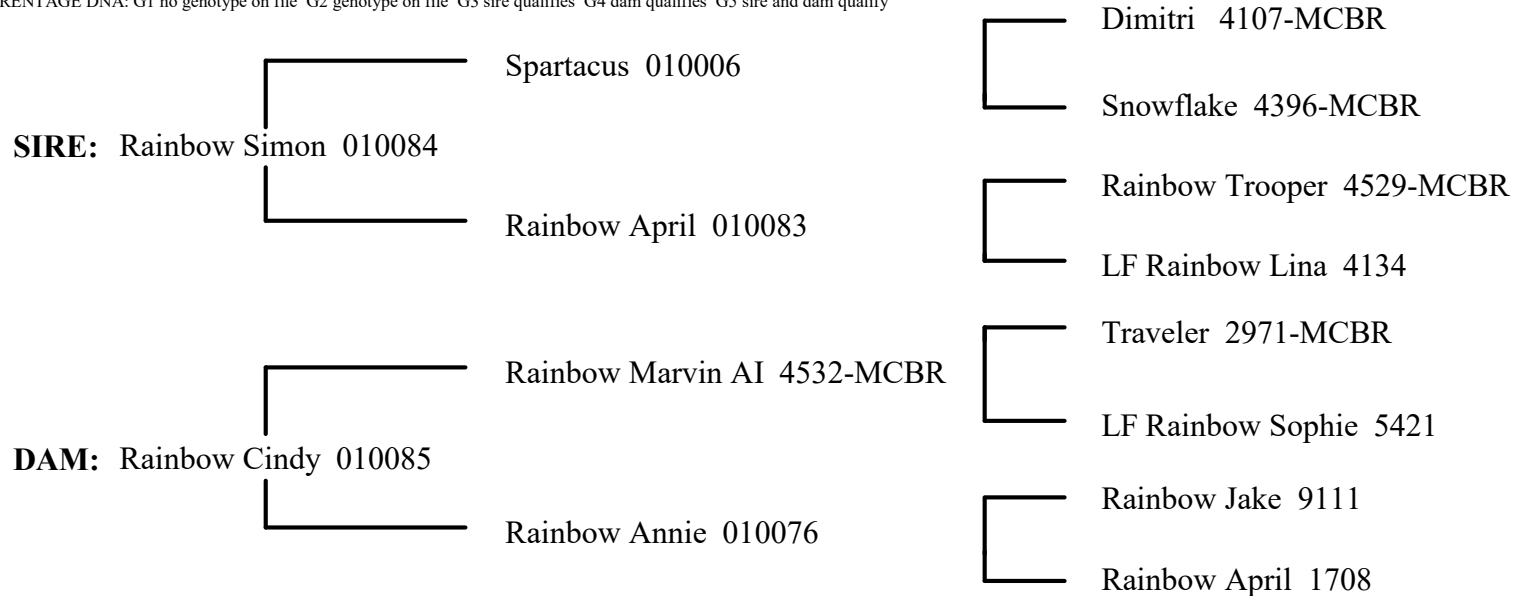 PARENTAGE DNA: G1 no genotype on file G2 genotype on file G3 sire qualifies G4 dam qualifies G5 sire and dam qualify
Dimitri 4107-MCBR
Spartacus 010006
Snowflake 4396-MCBR
SIRE: Rainbow Simon 010084
Rainbow Trooper 4529-MCBR
Rainbow April 010083
LF Rainbow Lina 4134
Traveler 2971-MCBR
Rainbow Marvin AI 4532-MCBR
LF Rainbow Sophie 5421
DAM: Rainbow Cindy 010085
Rainbow Jake 9111
Rainbow Annie 010076
Rainbow April 1708